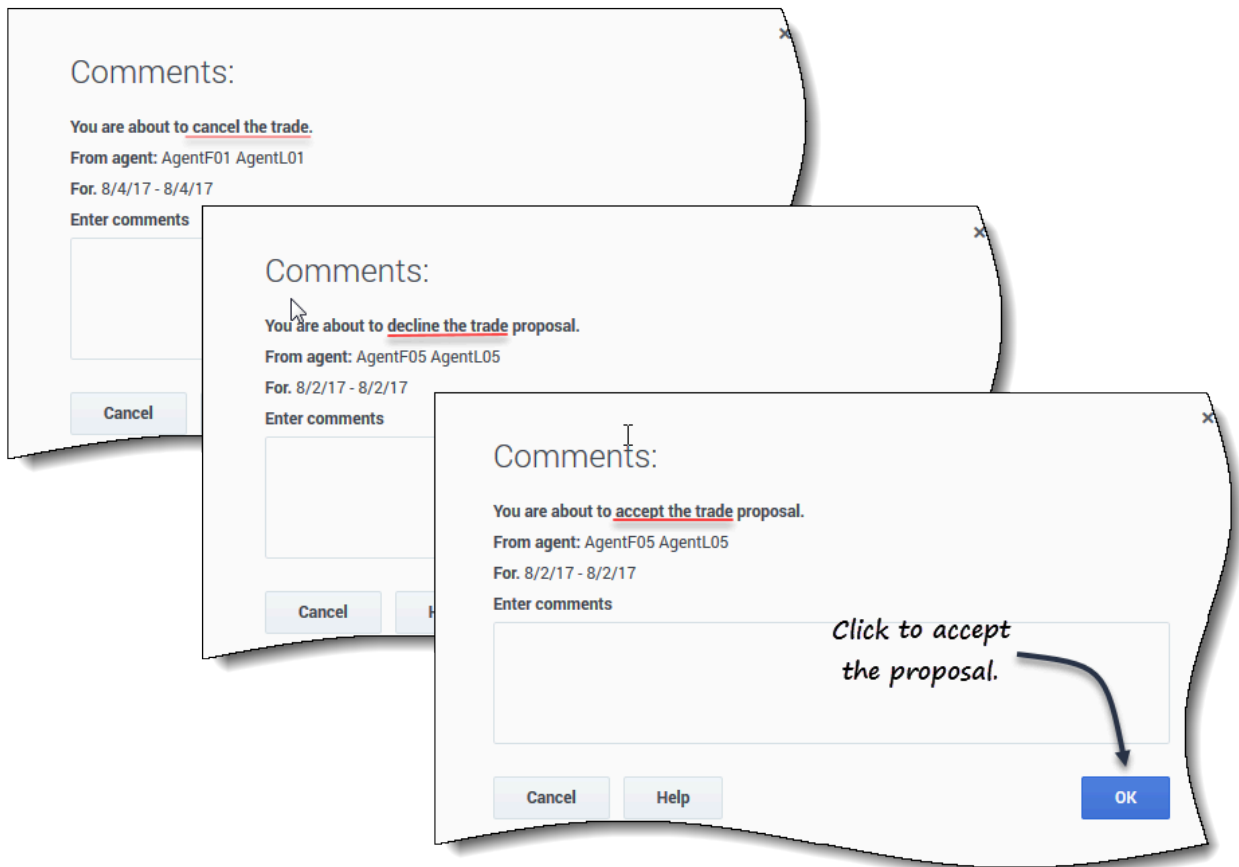 Comments:
You are about to cancel the trade.
From agent: AgentF01 AgentL01
For. 8/4/17 - 8/4/17
Enter comments
Cancel
Comments:
You are about to decline the trade proposal.
From agent: AgentF05 AgentL05
For. 8/2/17 - 8/2/17
Enter comments
Cancel
Comments:
You are about to accept the trade proposal.
From agent: AgentF05 AgentL05
For. 8/2/17 - 8/2/17
Enter comments
Click to accept
the proposal.
Cancel Help OK